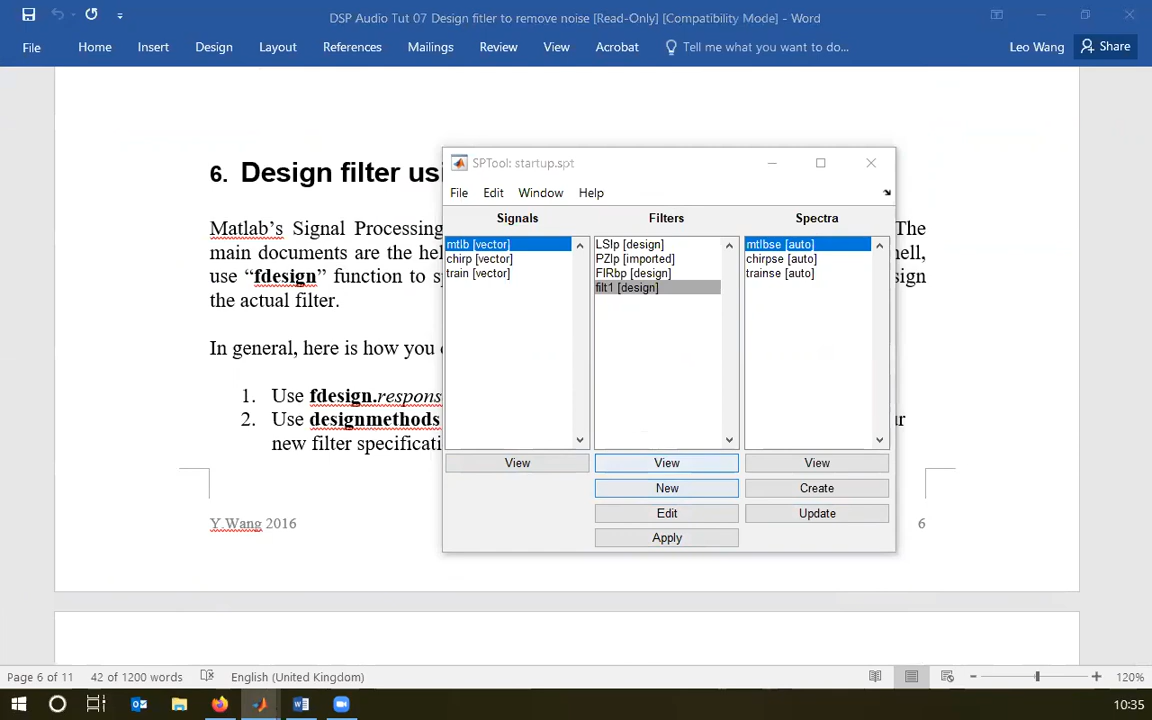 DSP Audio Tut 07 Design fitler to remove noise [Read-Only] [Compatibility Mode] - Word
File Home Insert Design Layout References Mailings Review View Acrobat Tell me what you want to do... Leo Wang Share
6. Design filter usi
Matlab's Signal Processing The
main documents are the hel nell,
use "fdesign" function to sp sign
the actual filter.
In general, here is how you
1. Use fdesign.respons
2. Use designmethods ur
new filter specificati
Y.Wang 2016 6
SPTool: startup.spt
File Edit Window Help
Signals Filters Spectra
mtlb [vector] LSlp [design] mtlbse [auto]
chirp [vector] PZlp [imported] chirpse [auto]
train [vector] FIRbp [design] trainse [auto]
filt1 [design]
View View View
New Create
Edit Update
Apply
Page 6 of 11 42 of 1200 words English (United Kingdom) 120%
10:35